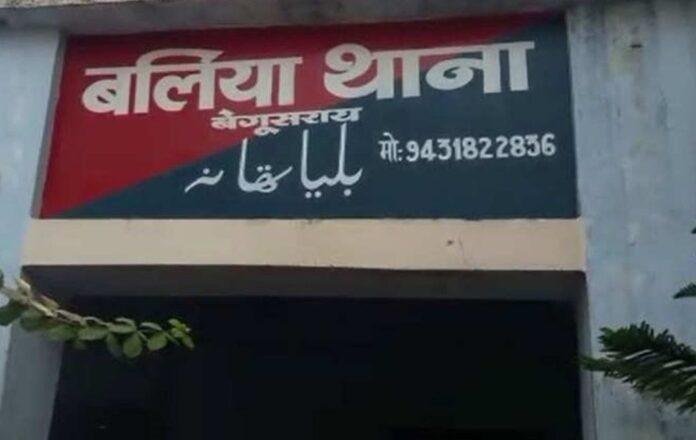 बलिया थाना
बेगूसराय
بلیا تھانہ
मो:9431822836